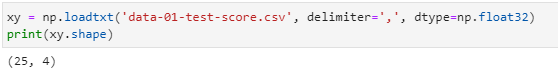 xy = np.loadtxt('data-01-test-score.csv', delimiter=',', dtype=np.float32)
print(xy.shape)
(25, 4)